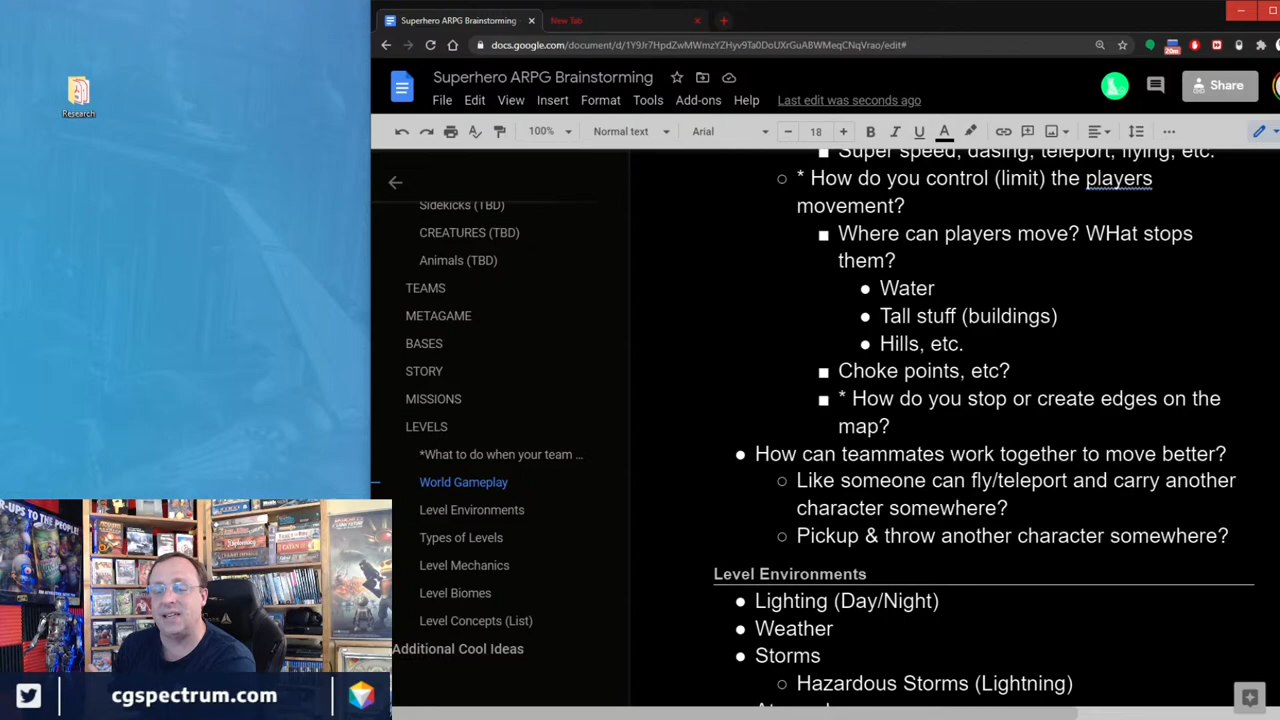 Superhero ARPG Brainstorming
New Tab
docs.google.com/document/d/1Y9Jr7HpdZwMWmzYZHyv9Ta0DoUXrGuABWMeqCNqVrao/edit#
20m
Research
Superhero ARPG Brainstorming
Share
File Edit View Insert Format Tools Add-ons Help Last edit was seconds ago
100% Normal text Arial 18 B I U A
Super speed, dasing, teleport, flying, etc.
* How do you control (limit) the players
movement?
Where can players move? WHat stops
them?
Water
Tall stuff (buildings)
Hills, etc.
Choke points, etc?
* How do you stop or create edges on the
map?
How can teammates work together to move better?
Like someone can fly/teleport and carry another
character somewhere?
Pickup & throw another character somewhere?
Level Environments
Lighting (Day/Night)
Weather
Storms
Hazardous Storms (Lightning)
Sidekicks (TBD)
CREATURES (TBD)
Animals (TBD)
TEAMS
METAGAME
BASES
STORY
MISSIONS
LEVELS
*What to do when your team ...
World Gameplay
Level Environments
Types of Levels
Level Mechanics
Level Biomes
Level Concepts (List)
Additional Cool Ideas
R-UPS TO THE PEOPLE!
cgspectrum.com